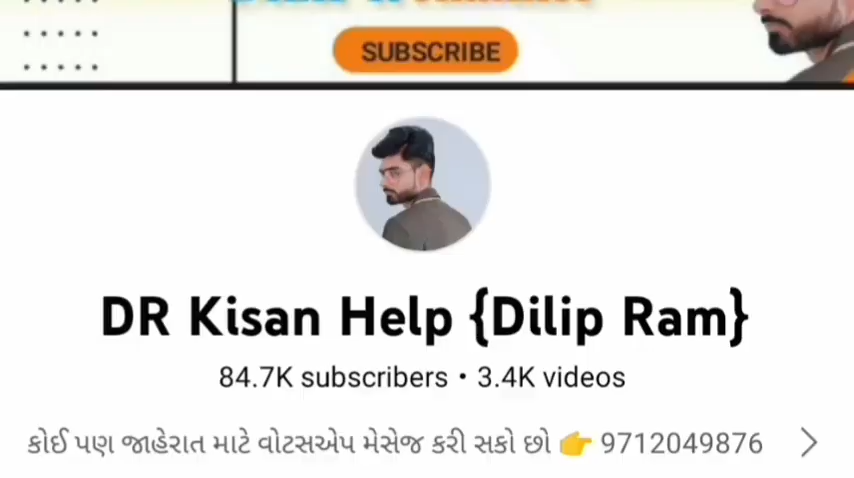 SUBSCRIBE
DR Kisan Help {Dilip Ram}
84.7K subscribers • 3.4K videos
કોઈ પણ જાહેરાત માટે વોટસએપ મેસેજ કરી સકો છો 👉 9712049876